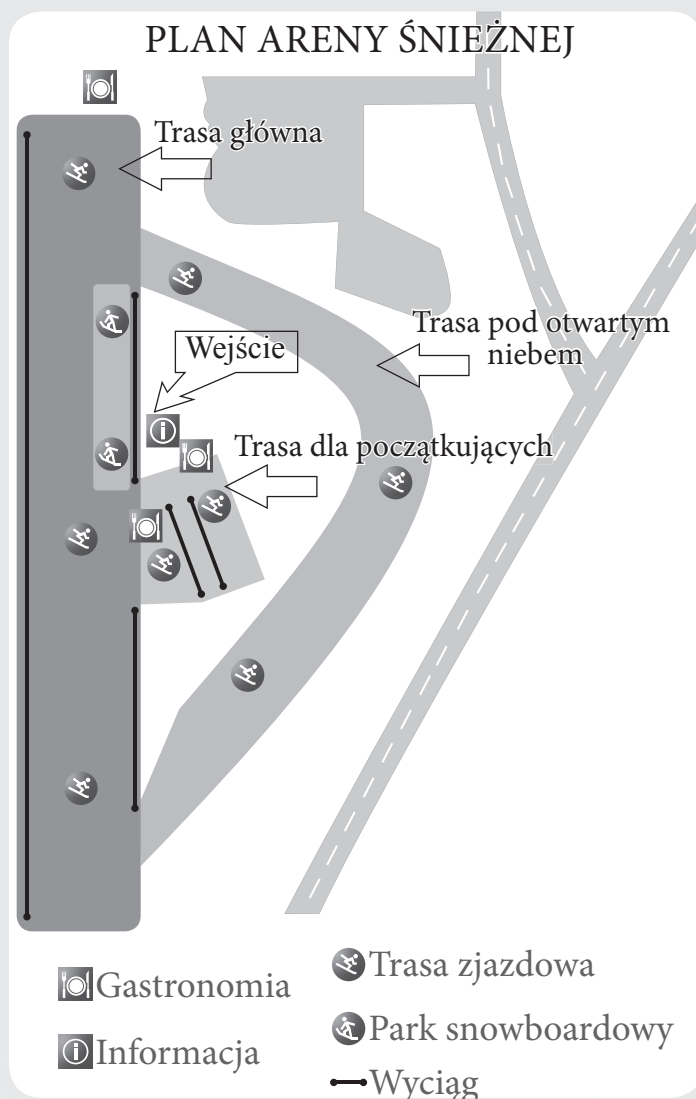 PLAN ARENY ŚNIEŻNEJ
Trasa główna
Trasa pod otwartym
niebem
Wejście
Trasa dla początkujących
Gastronomia
Informacja
Trasa zjazdowa
Park snowboardowy
Wyciąg